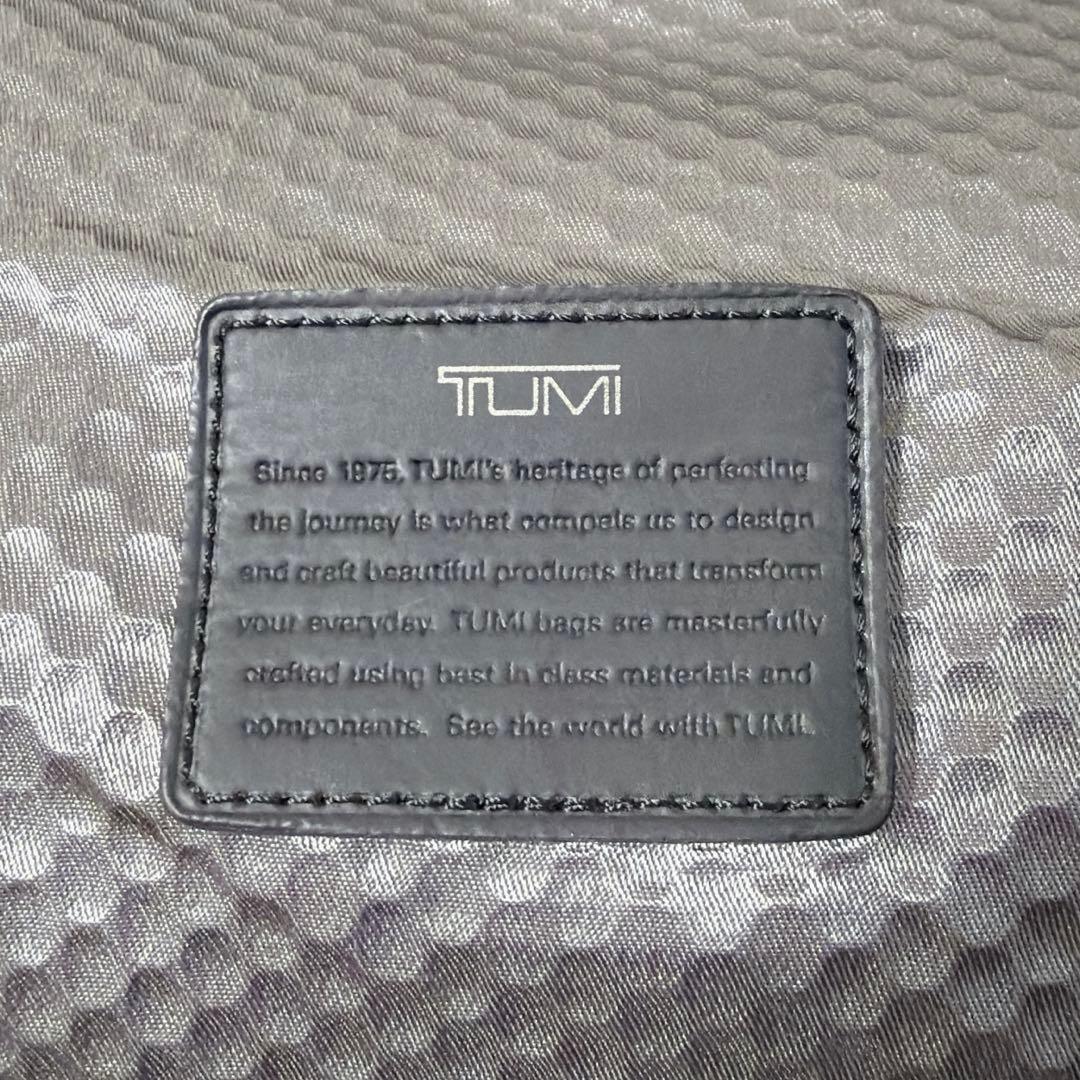 TUMI
Since 1975, TUMI's heritage of perfecting
the journey is what compels us to design
and craft beautiful products that transform
your everyday. TUMI bags are masterfully
crafted using best in class materials and
components. See the world with TUMI.